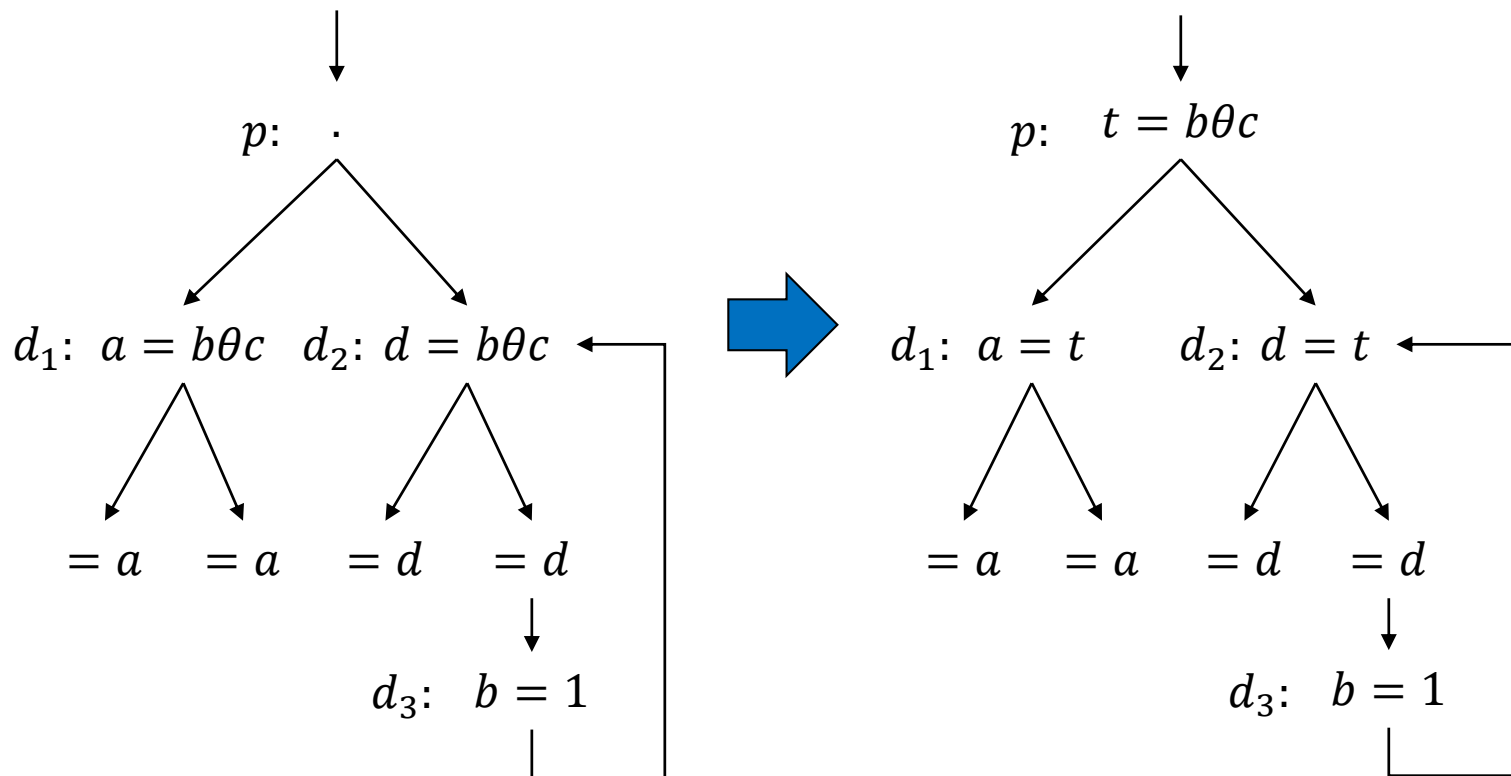 p: · t = bθc
p:
d₁: a = bθc d₂: d = bθc d₁: a = t d₂: d = t
= a = a = d = d = a = a = d = d
d₃: b = 1 d₃: b = 1